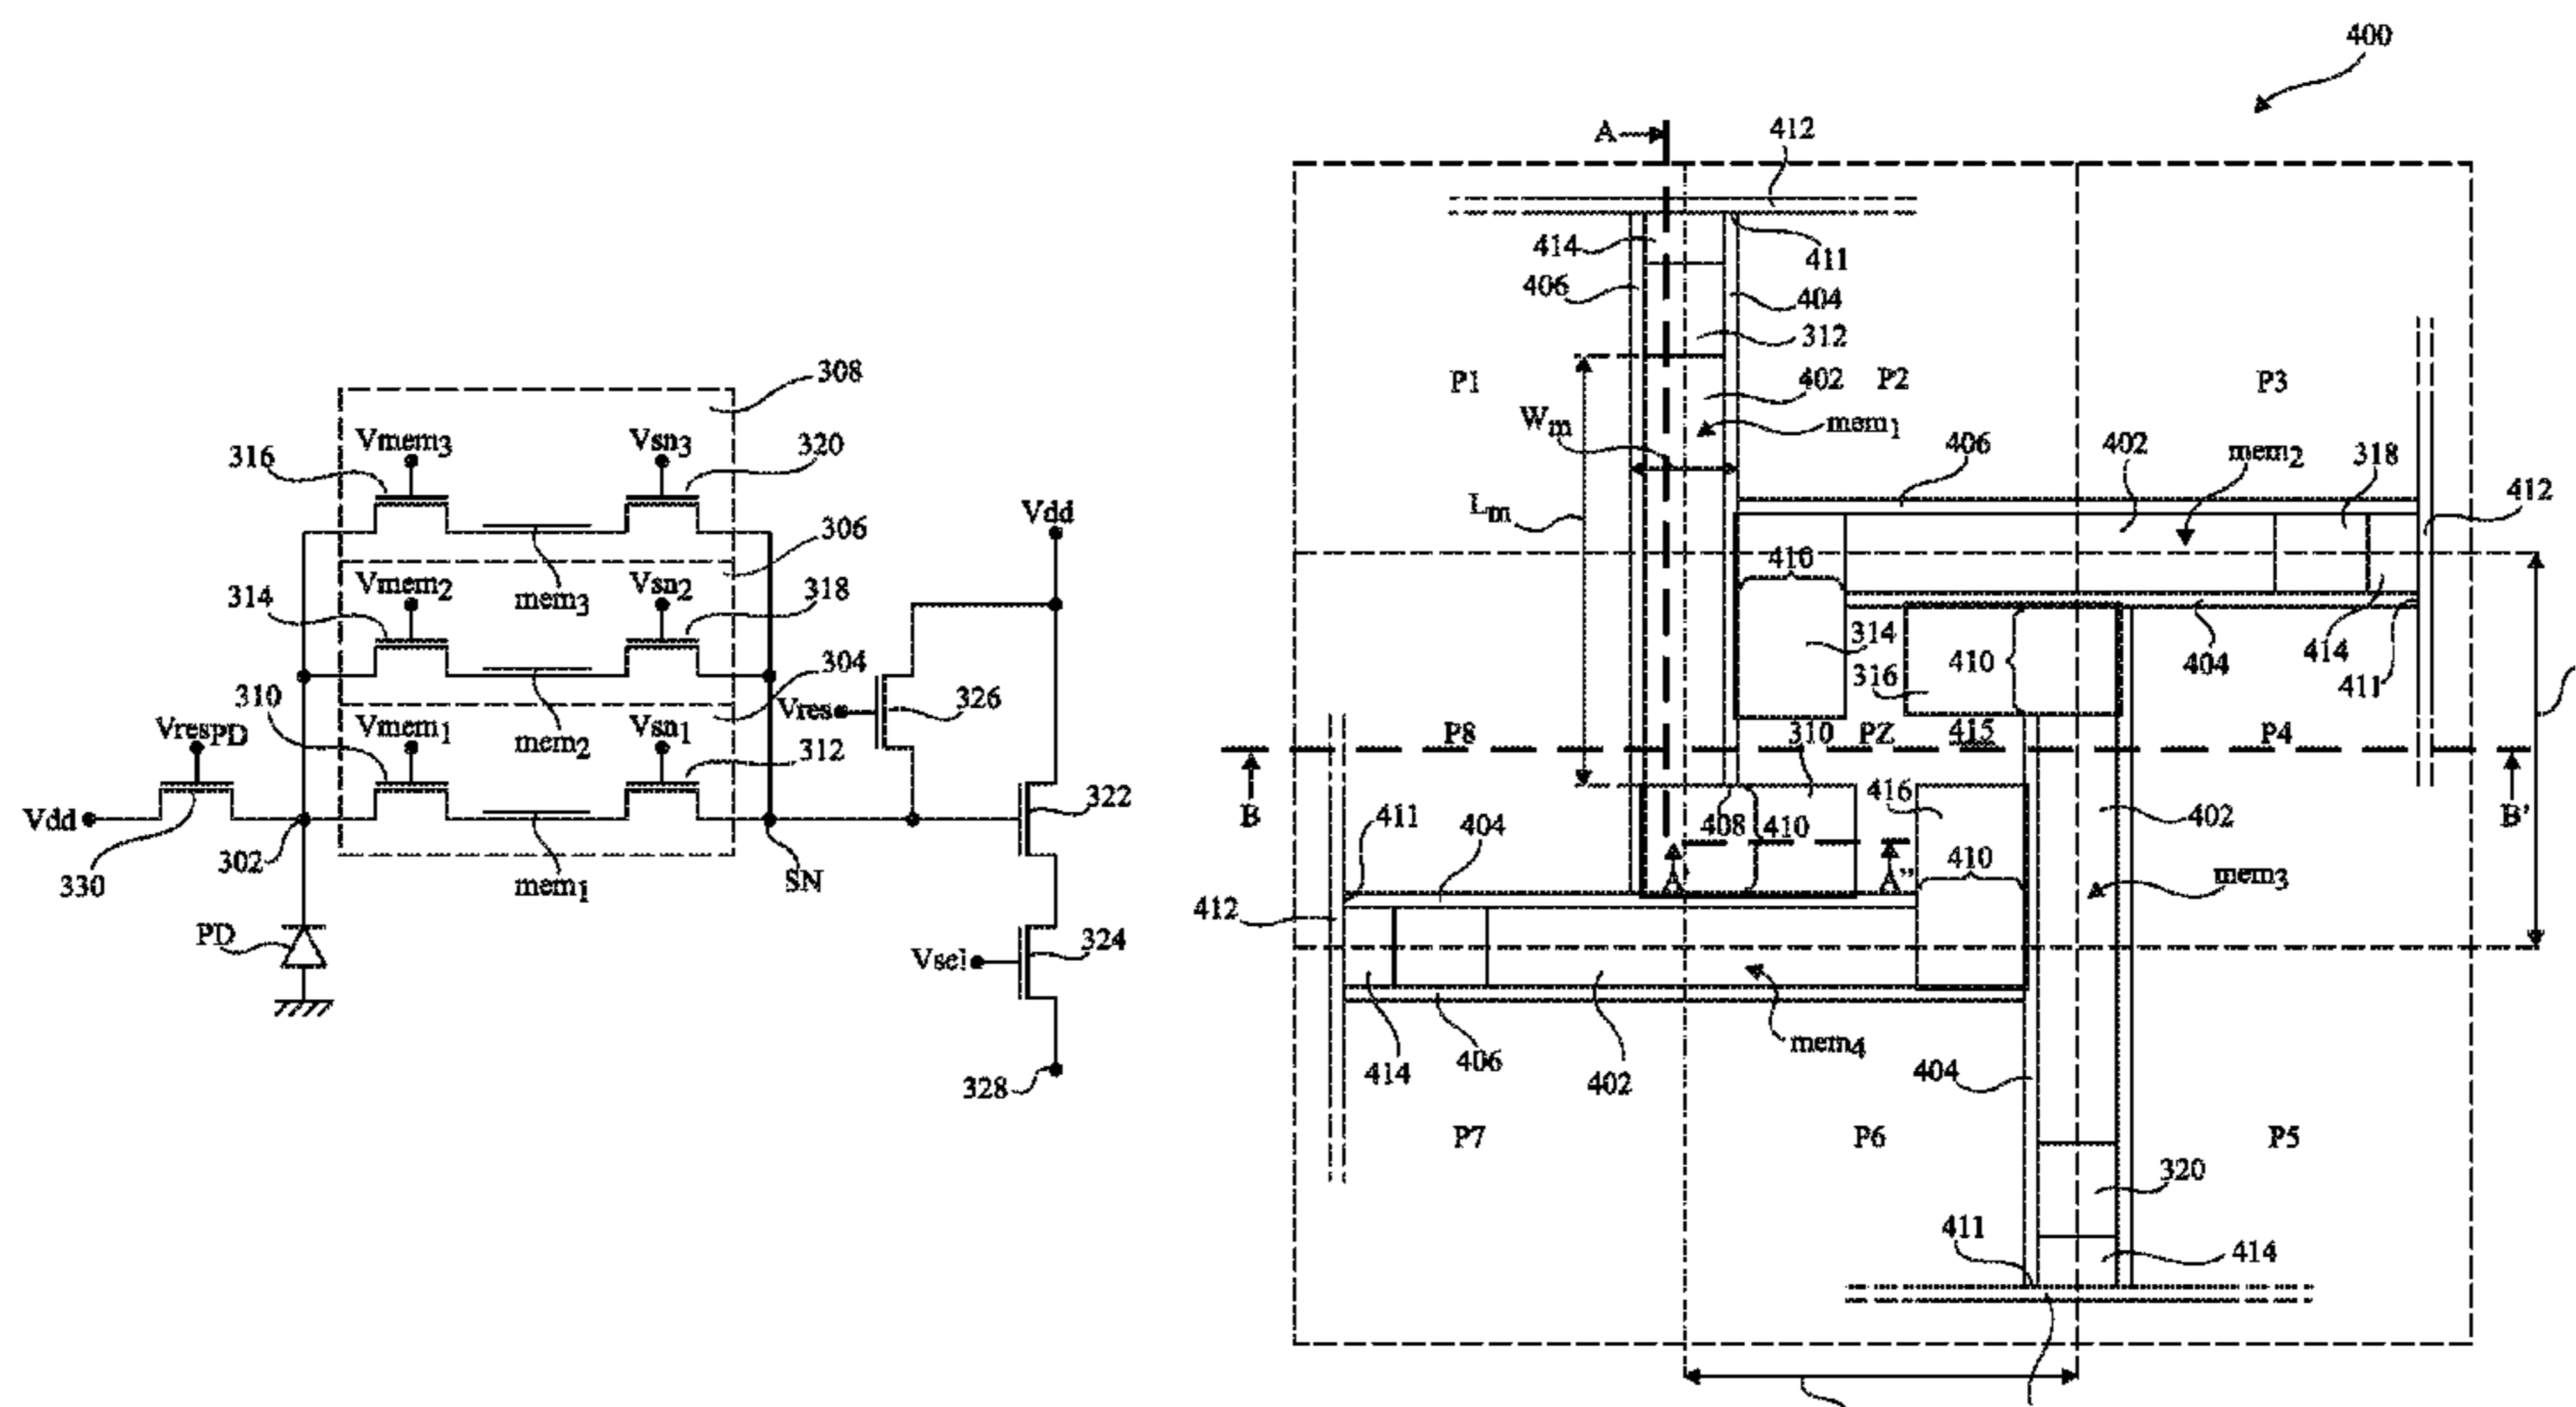 308
316
Vmem3
Vsn3
320
mem3
306
314
Vmem2
Vsn2
318
mem2
304
310
Vmem1
Vsn1
312
mem1
VresPD
Vdd
330
302
PD
SN
Vdd
Vres
326
322
Vsel
324
328
400
A
412
414
411
406
404
312
P1
402
P2
P3
Wm
mem1
Lm
406
402
mem2
318
412
410
314
316
410
404
414
411
P8
310
PZ
415
P4
B
B'
411
404
408
410
416
410
402
412
A'
A"
mem3
414
406
402
mem4
404
P7
P6
P5
320
411
414